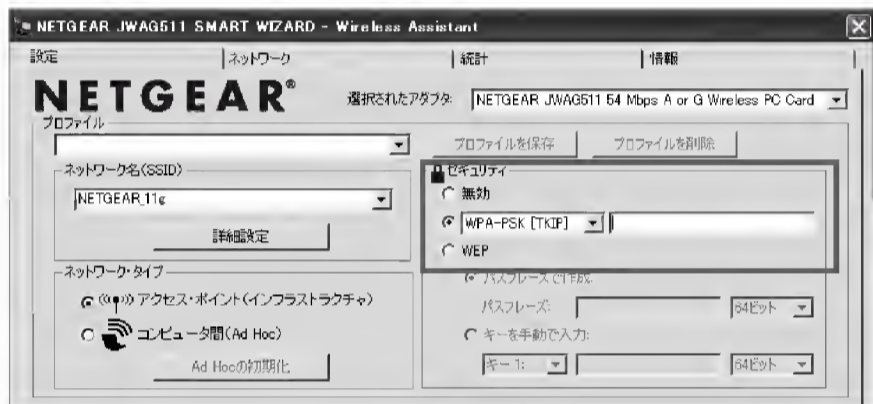 NETGEAR JWAG511 SMART WIZARD - Wireless Assistant
設定 ネットワーク 統計 情報
NETGEAR®
選択されたアダプタ: NETGEAR JWAG511 54 Mbps A or G Wireless PC Card
プロファイル
プロファイルを保存 プロファイルを削除
ネットワーク名(SSID)
NETGEAR_11g
詳細設定
セキュリティ
無効
WPA-PSK [TKIP]
WEP
ネットワーク・タイプ
アクセス・ポイント(インフラストラクチャ)
コンピュータ間(Ad Hoc)
Ad Hocの初期化
パスフレーズで作成:
パスフレーズ: 64ビット
キーを手動で入力:
キー 1: 64ビット